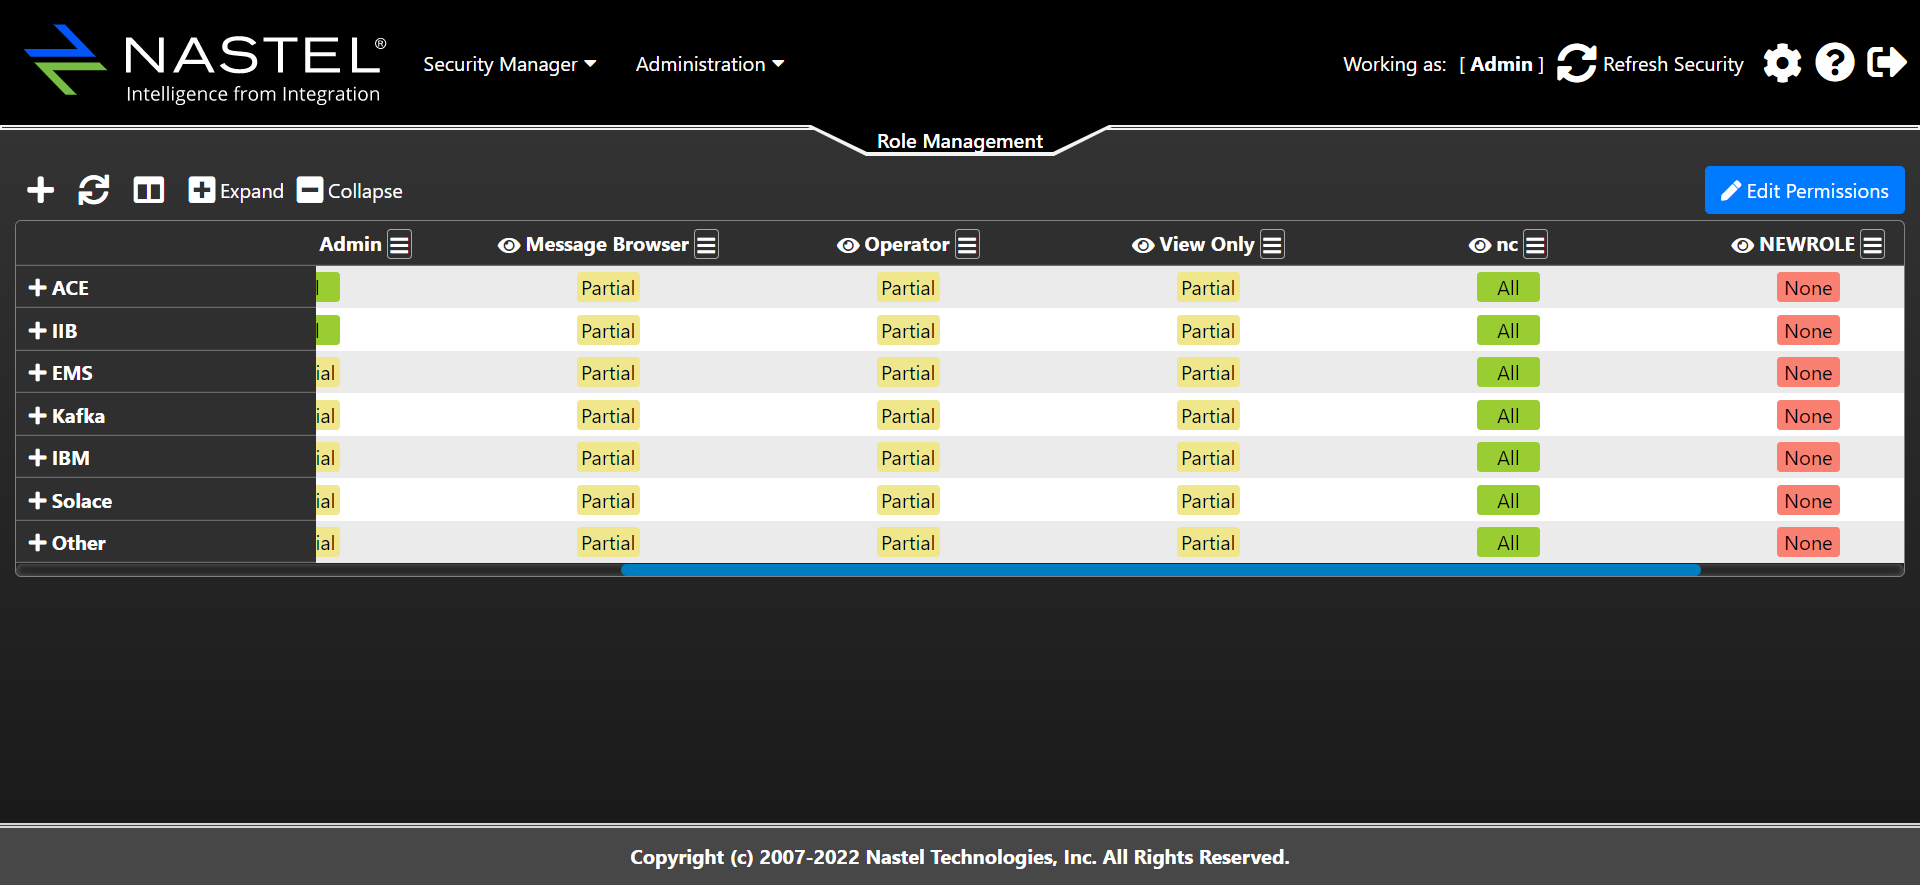 NASTEL®
Intelligence from Integration
Security Manager
Administration
Working as: [ Admin ]
Refresh Security
Role Management
Expand
Collapse
Edit Permissions
Admin Message Browser Operator View Only nc NEWROLE
ACE Partial Partial Partial All None
IIB Partial Partial Partial All None
EMS ial Partial Partial Partial All None
Kafka ial Partial Partial Partial All None
IBM ial Partial Partial Partial All None
Solace ial Partial Partial Partial All None
Other ial Partial Partial Partial All None
Copyright (c) 2007-2022 Nastel Technologies, Inc. All Rights Reserved.